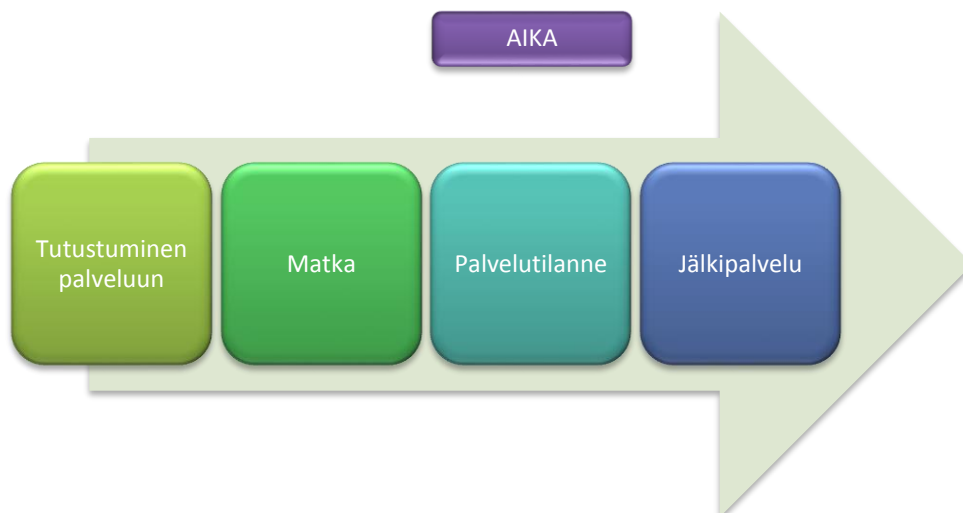 AIKA
Tutustuminen
palveluun
Matka
Palvelutilanne
Jälkipalvelu